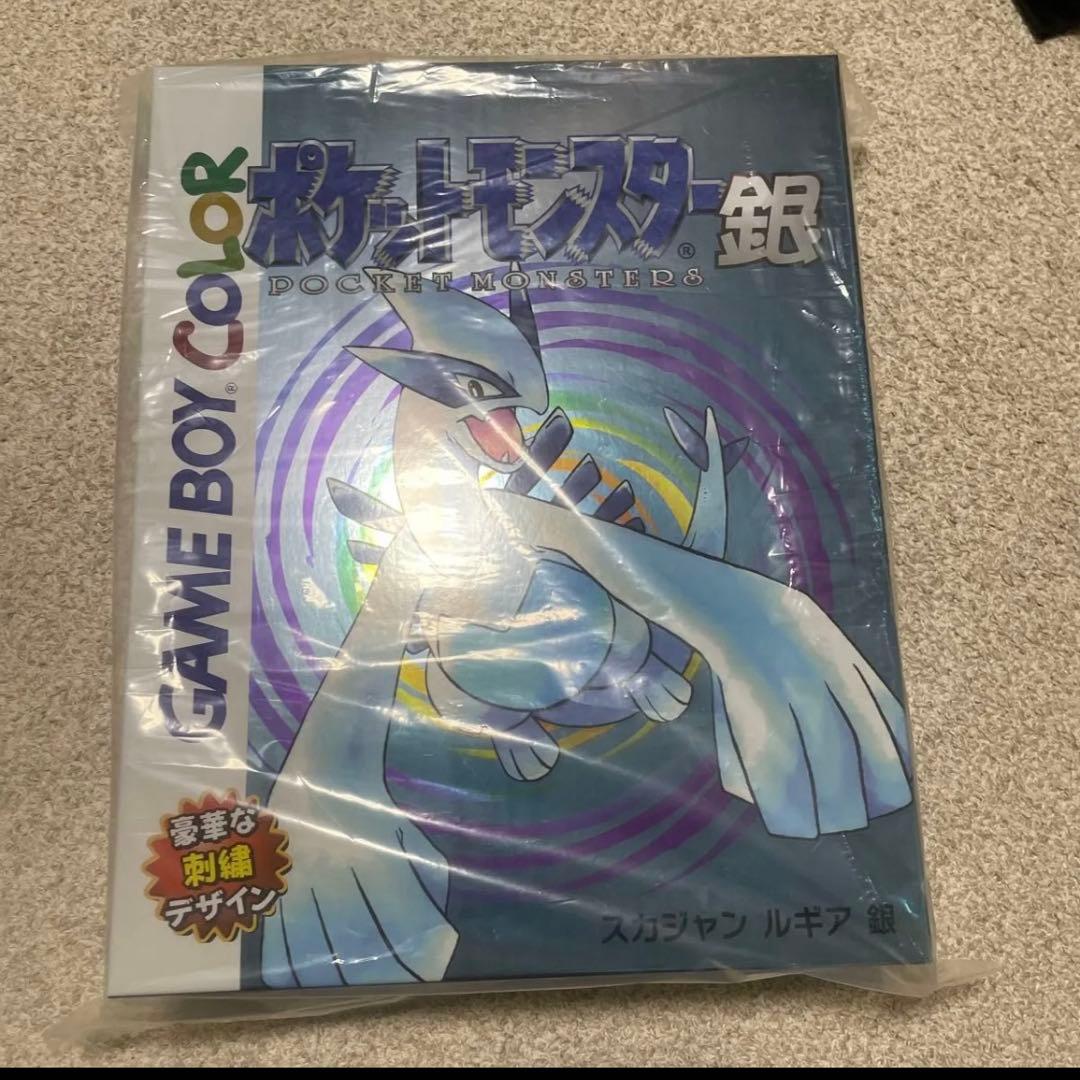 GAME BOY® COLOR
ポケットモンスター® 銀
POCKET MONSTERS
豪華な
刺繍
デザイン
スカジャン ルギア 銀